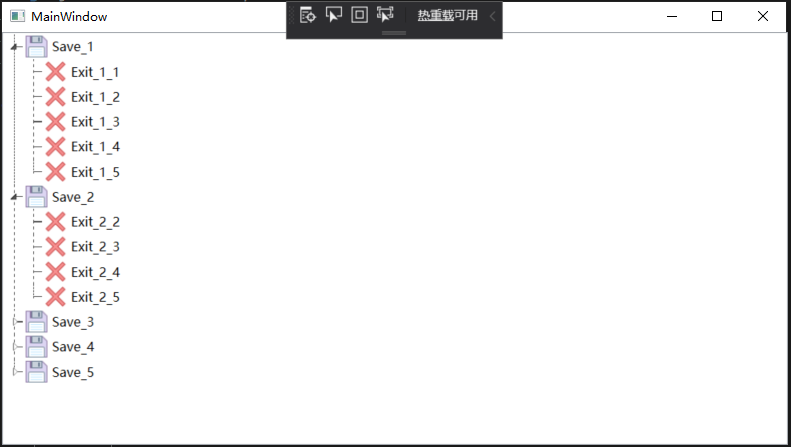 MainWindow
热重载可用
Save_1
Exit_1_1
Exit_1_2
Exit_1_3
Exit_1_4
Exit_1_5
Save_2
Exit_2_2
Exit_2_3
Exit_2_4
Exit_2_5
Save_3
Save_4
Save_5